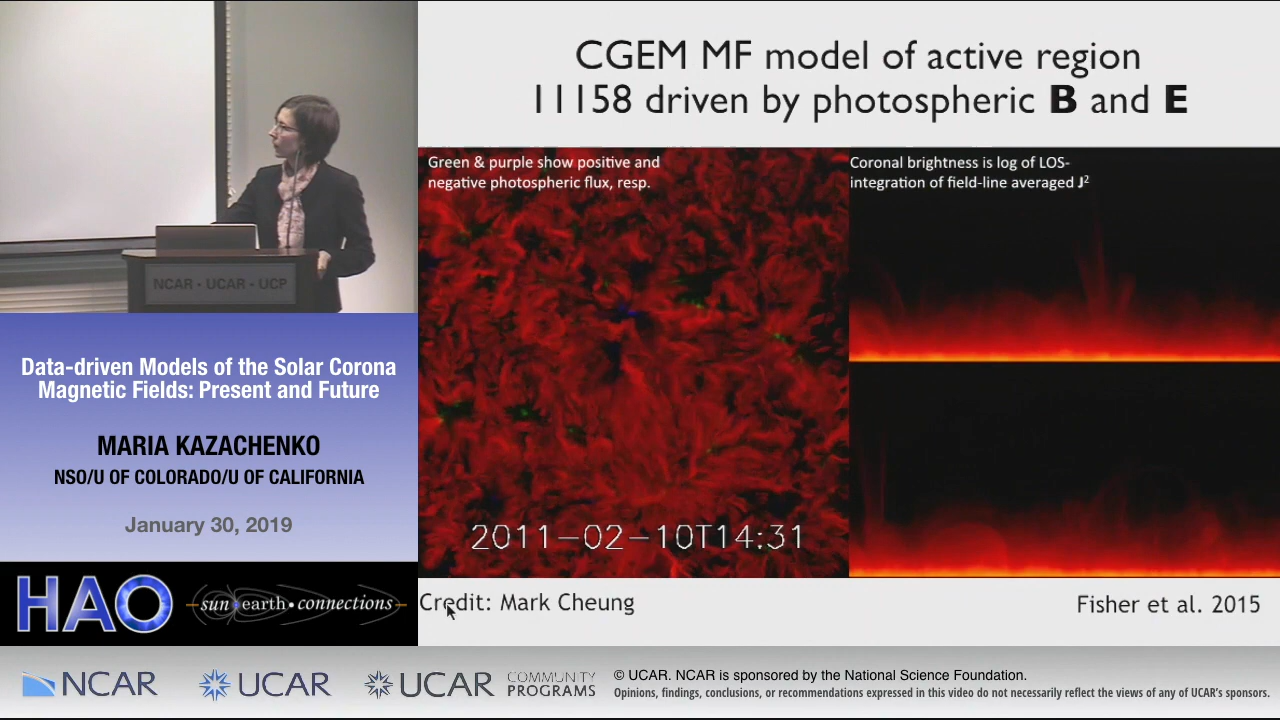 CGEM MF model of active region
11158 driven by photospheric B and E
Green & purple show positive and
negative photospheric flux, resp.
Coronal brightness is log of LOS-
integration of field-line averaged J²
2011-02-10T14:31
Credit: Mark Cheung
Fisher et al. 2015
NCAR • UCAR • UCP
Data-driven Models of the Solar Corona
Magnetic Fields: Present and Future
MARIA KAZACHENKO
NSO/U OF COLORADO/U OF CALIFORNIA
January 30, 2019
HAO
sun•earth•connections
NCAR
UCAR
UCAR
COMMUNITY
PROGRAMS
© UCAR. NCAR is sponsored by the National Science Foundation.
Opinions, findings, conclusions, or recommendations expressed in this video do not necessarily reflect the views of any of UCAR's sponsors.